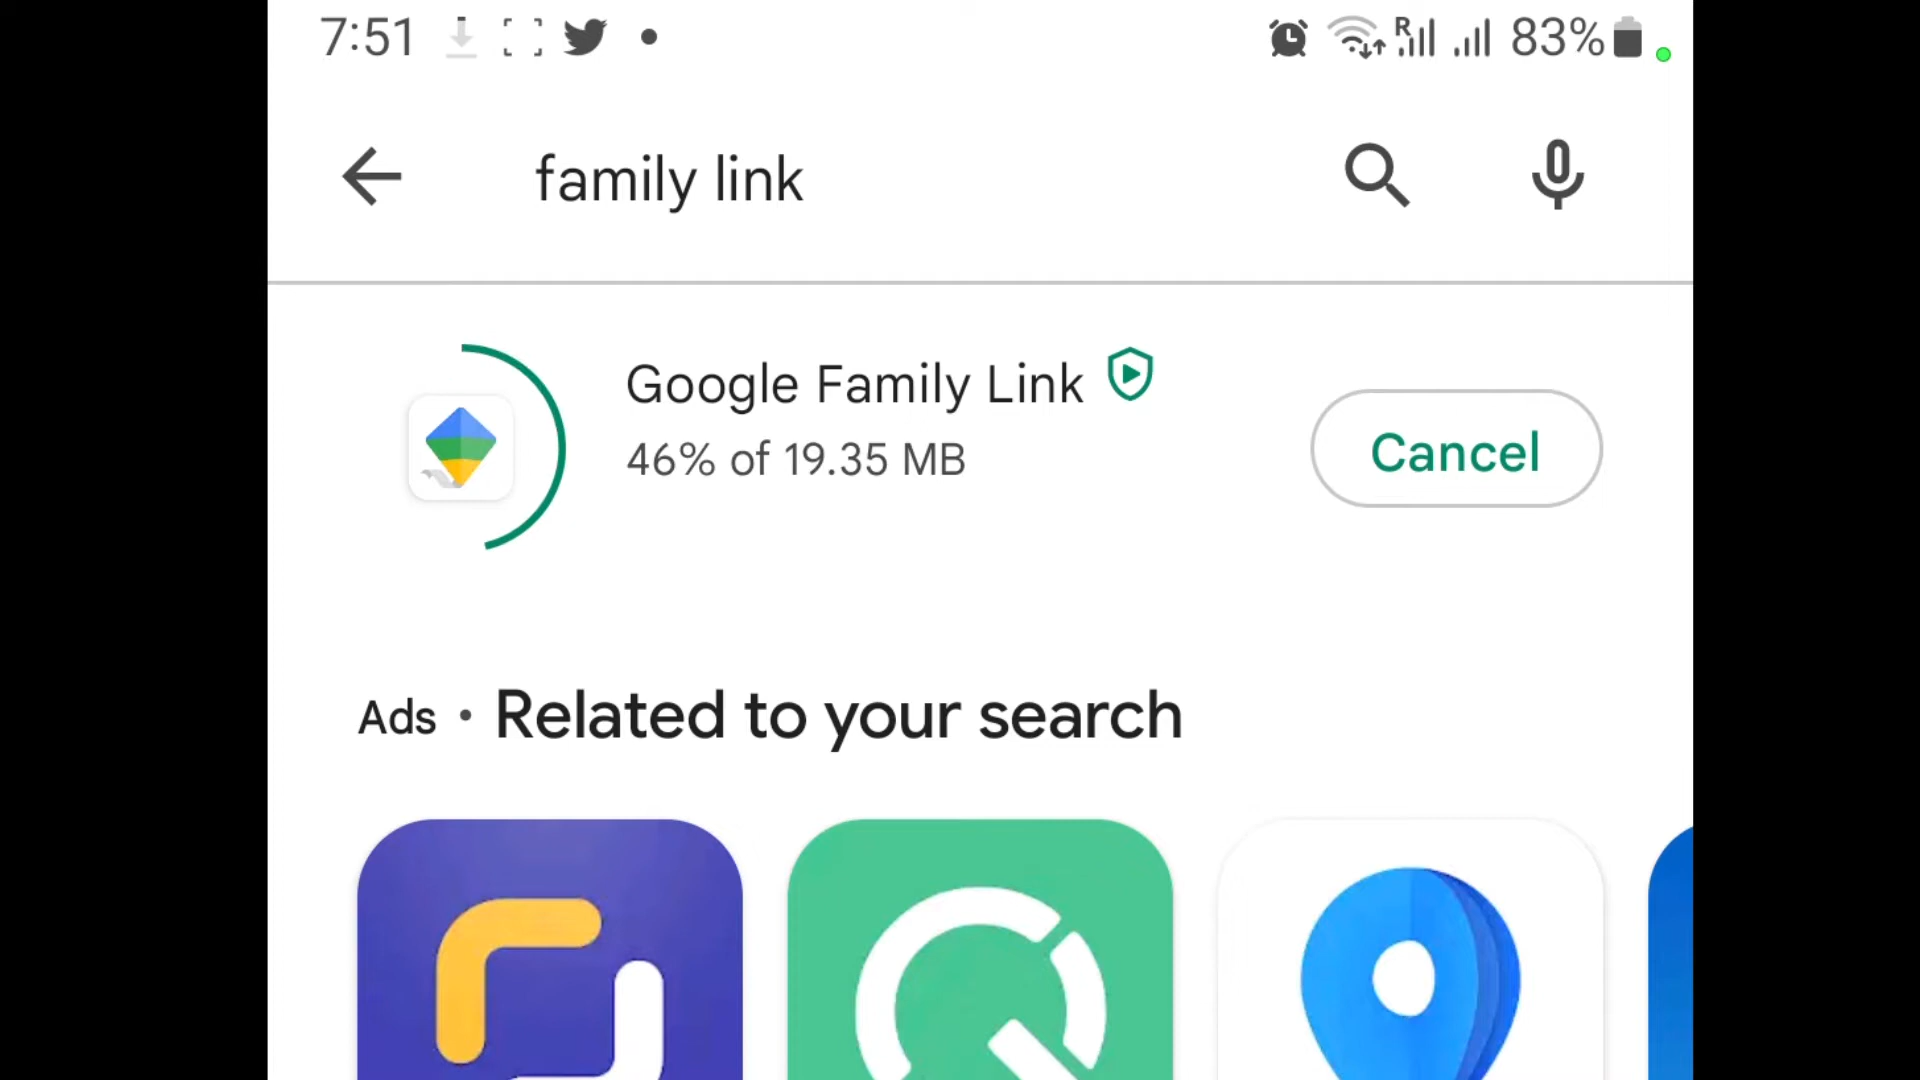 7:51 R 83%
family link
Google Family Link
46% of 19.35 MB
Cancel
Ads • Related to your search